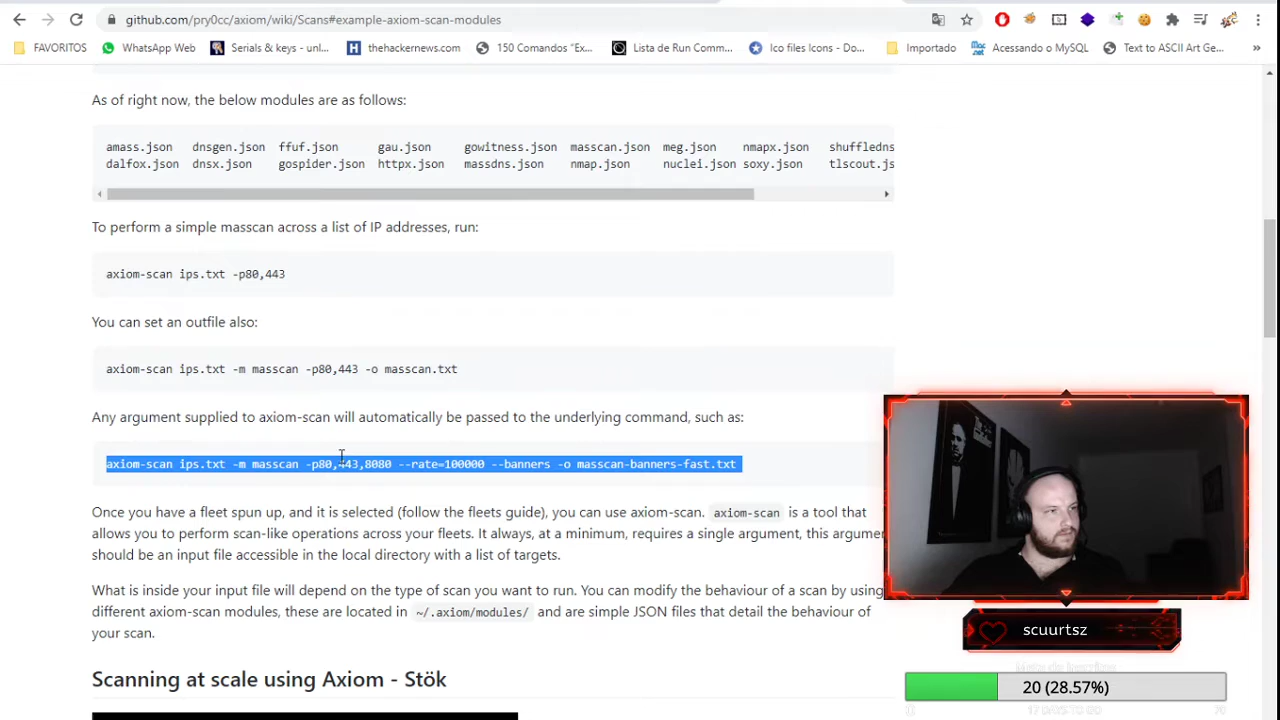 github.com/pry0cc/axiom/wiki/Scans#example-axiom-scan-modules
FAVORITOS WhatsApp Web Serials & keys - unl... thehackernews.com 150 Comandos "Ex... Lista de Run Comm... Ico files Icons - Do... Importado Acessando o MySQL Text to ASCII Art Ge... »
As of right now, the below modules are as follows:
amass.json dnsgen.json ffuf.json gau.json gowitness.json masscan.json meg.json nmapx.json shuffledns
dalfox.json dnsx.json gospider.json httpx.json massdns.json nmap.json nuclei.json soxy.json tlscout.js
To perform a simple masscan across a list of IP addresses, run:
axiom-scan ips.txt -p80,443
You can set an outfile also:
axiom-scan ips.txt -m masscan -p80,443 -o masscan.txt
Any argument supplied to axiom-scan will automatically be passed to the underlying command, such as:
axiom-scan ips.txt -m masscan -p80,443,8080 --rate=100000 --banners -o masscan-banners-fast.txt
Once you have a fleet spun up, and it is selected (follow the fleets guide), you can use axiom-scan. axiom-scan is a tool that
allows you to perform scan-like operations across your fleets. It always, at a minimum, requires a single argument, this argumen
should be an input file accessible in the local directory with a list of targets.
What is inside your input file will depend on the type of scan you want to run. You can modify the behaviour of a scan by using
different axiom-scan modules, these are located in ~/.axiom/modules/ and are simple JSON files that detail the behaviour of
your scan.
scuurtsz
Scanning at scale using Axiom - Stök
20 (28.57%)